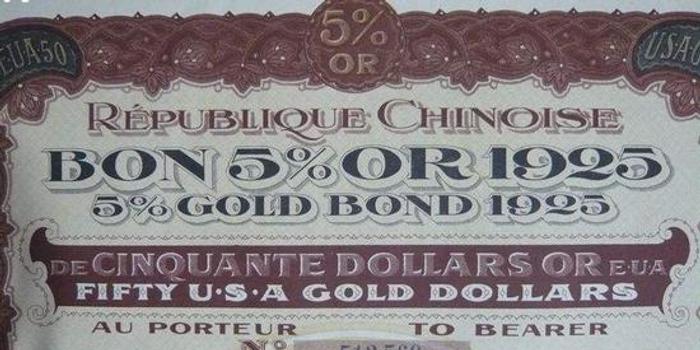 5%
OR
E·U·A·50
RÉPUBLIQUE CHINOISE
BON 5% OR 1925
5% GOLD BOND 1925
DE CINQUANTE DOLLARS OR E·U·A
FIFTY U·S·A GOLD DOLLARS
AU PORTEUR TO BEARER
Nº